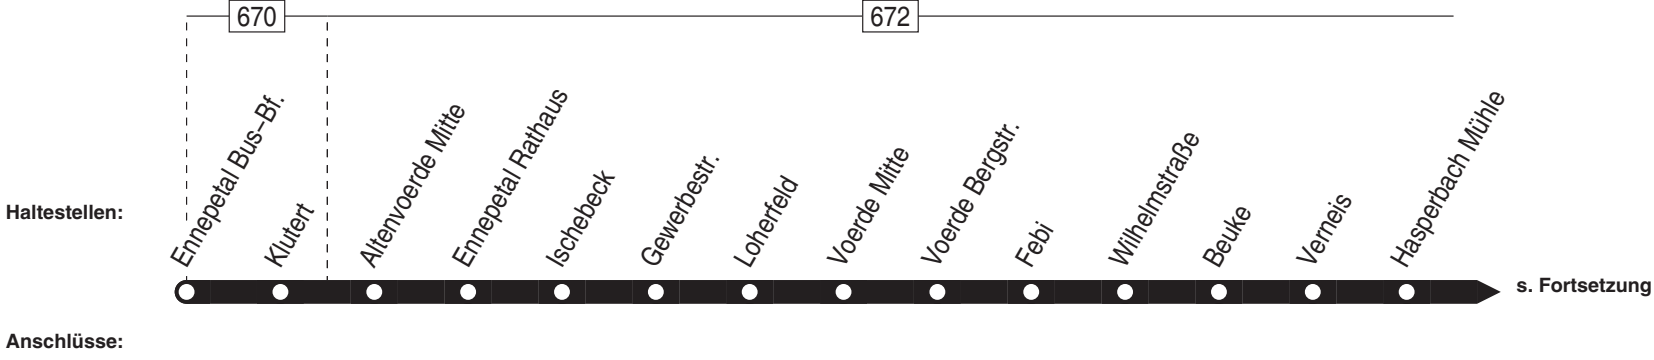 670
672
Haltestellen:
Ennepetal Bus–Bf.
Klutert
Altenvoerde Mitte
Ennepetal Rathaus
Ischebeck
Gewerbestr.
Loherfeld
Voerde Mitte
Voerde Bergstr.
Febi
Wilhelmstraße
Beuke
Verneis
Hasperbach Mühle
s. Fortsetzung
Anschlüsse: